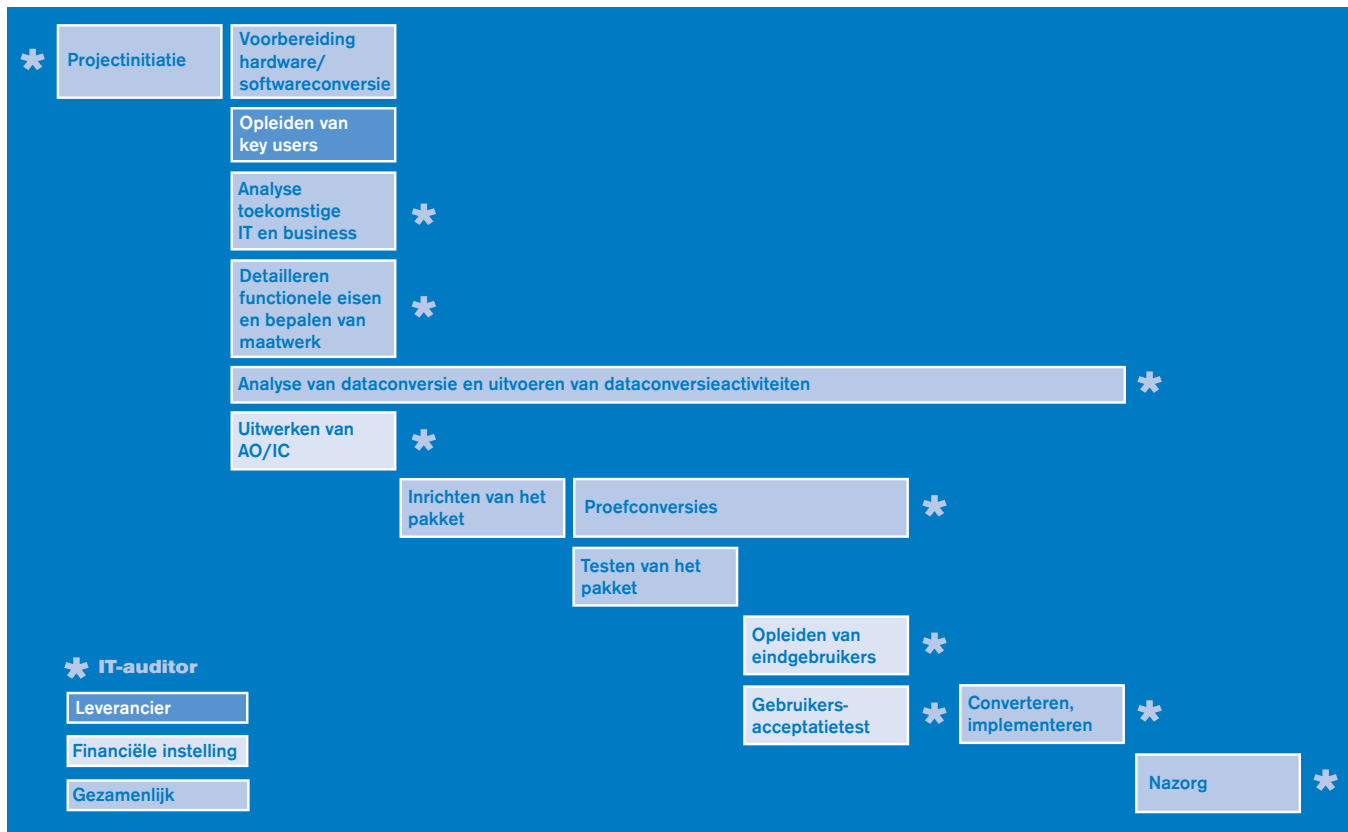 Projectinitiatie
Voorbereiding
hardware/
softwareconversie
Opleiden van
key users
Analyse
toekomstige
IT en business
Detailleren
functionele eisen
en bepalen van
maatwerk
Analyse van dataconversie en uitvoeren van dataconversieactiviteiten
Uitwerken van
AO/IC
Inrichten van het
pakket
Proefconversies
Testen van het
pakket
Opleiden van
eindgebruikers
Gebruikers-
acceptatietest
Converteren,
implementeren
Nazorg
IT-auditor
Leverancier
Financiële instelling
Gezamenlijk